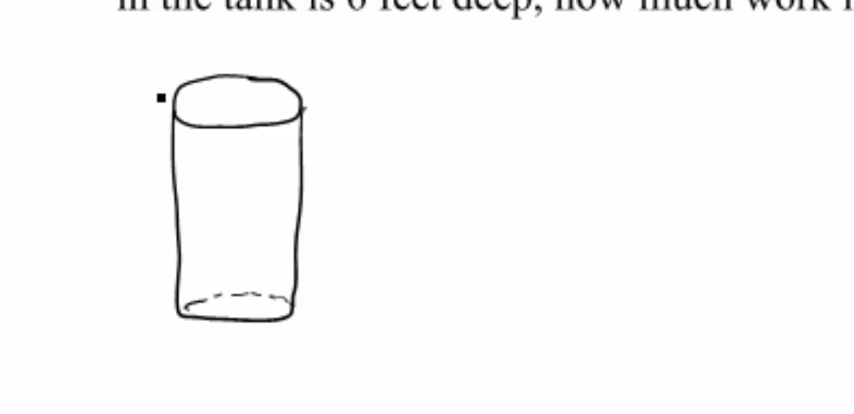 in the tank is 6 feet deep, how much work i